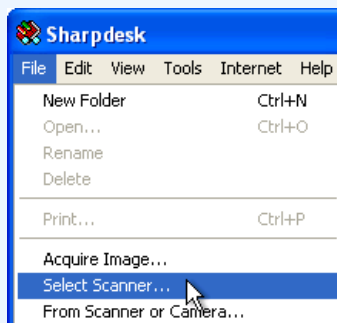 Sharpdesk
File Edit View Tools Internet Help
New Folder Ctrl+N
Open... Ctrl+O
Rename
Delete
Print... Ctrl+P
Acquire Image...
Select Scanner...
From Scanner or Camera...